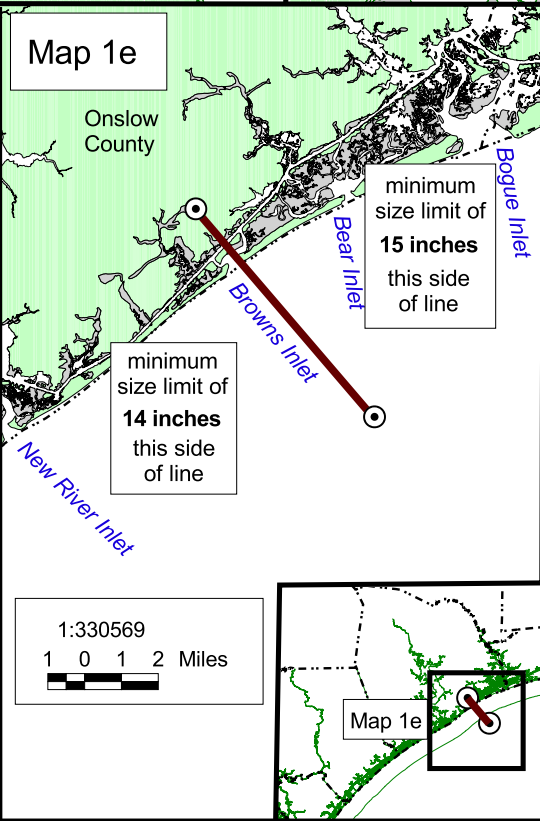 Map 1e
Onslow
County
Bogue Inlet
minimum
size limit of
15 inches
this side
of line
Bear Inlet
Browns Inlet
minimum
size limit of
14 inches
this side
of line
New River Inlet
1:330569
1 0 1 2 Miles
Map 1e